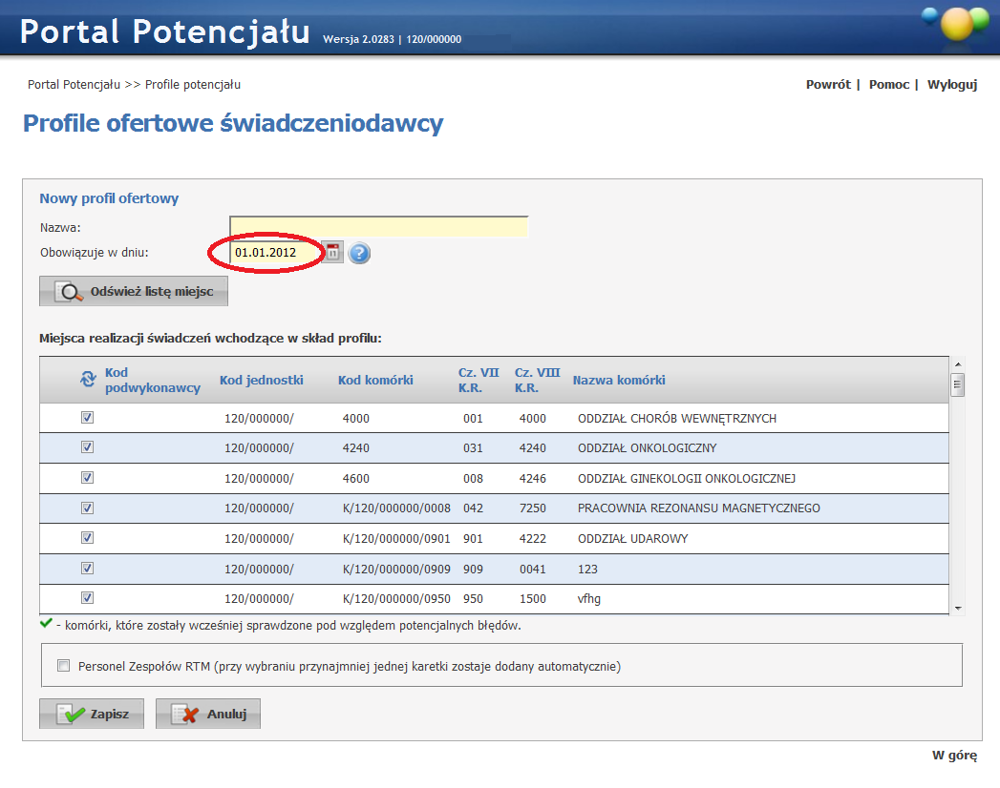 Portal Potencjału Wersja 2.0283 | 120/000000
Portal Potencjału >> Profile potencjału Powrót | Pomoc | Wyloguj
Profile ofertowe świadczeniodawcy
Nowy profil ofertowy
Nazwa:
Obowiązuje w dniu: 01.01.2012
Odśwież listę miejsc
Miejsca realizacji świadczeń wchodzące w skład profilu:
Kod podwykonawcy Kod jednostki Kod komórki Cz. VII K.R. Cz. VIII K.R. Nazwa komórki
120/000000/ 4000 001 4000 ODDZIAŁ CHORÓB WEWNĘTRZNYCH
120/000000/ 4240 031 4240 ODDZIAŁ ONKOLOGICZNY
120/000000/ 4600 008 4246 ODDZIAŁ GINEKOLOGII ONKOLOGICZNEJ
120/000000/ K/120/000000/0008 042 7250 PRACOWNIA REZONANSU MAGNETYCZNEGO
120/000000/ K/120/000000/0901 901 4222 ODDZIAŁ UDAROWY
120/000000/ K/120/000000/0909 909 0041 123
120/000000/ K/120/000000/0950 950 1500 vfhg
- komórki, które zostały wcześniej sprawdzone pod względem potencjalnych błędów.
Personel Zespołów RTM (przy wybraniu przynajmniej jednej karetki zostaje dodany automatycznie)
Zapisz Anuluj
W górę